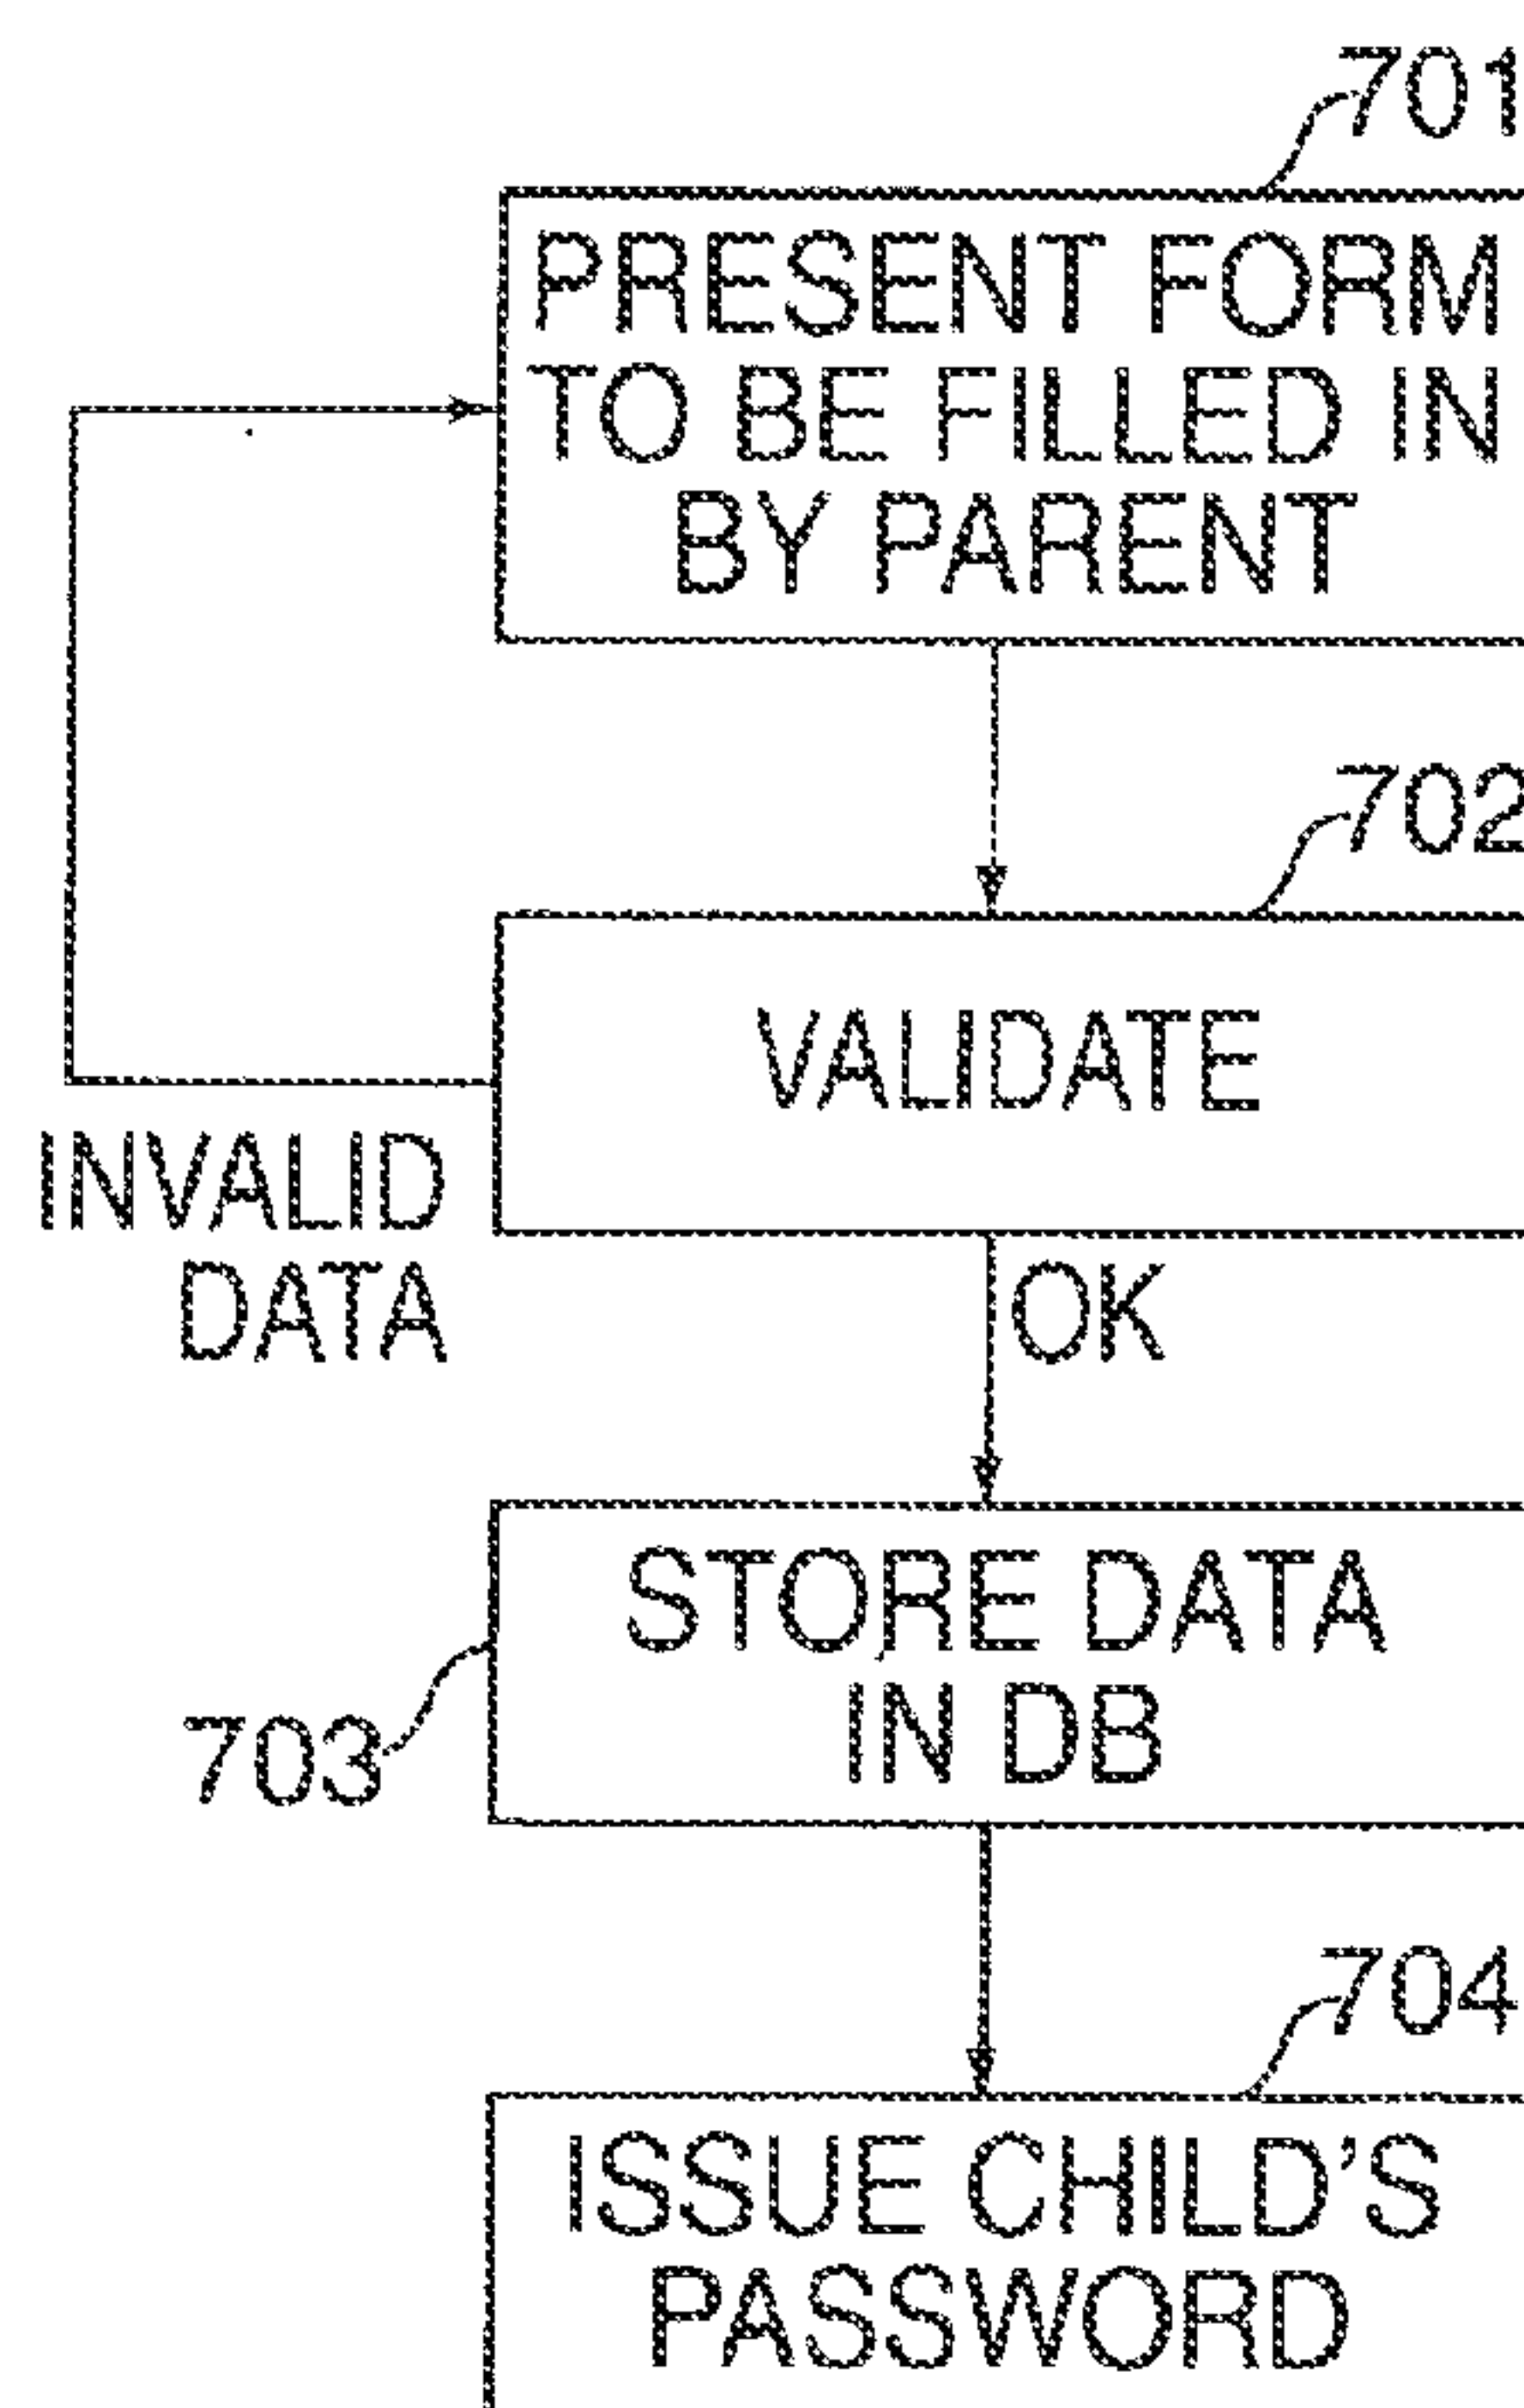 701
PRESENT FORM
TO BE FILLED IN
BY PARENT
702
VALIDATE
INVALID
DATA
OK
STORE DATA
IN DB
703
704
ISSUE CHILD'S
PASSWORD